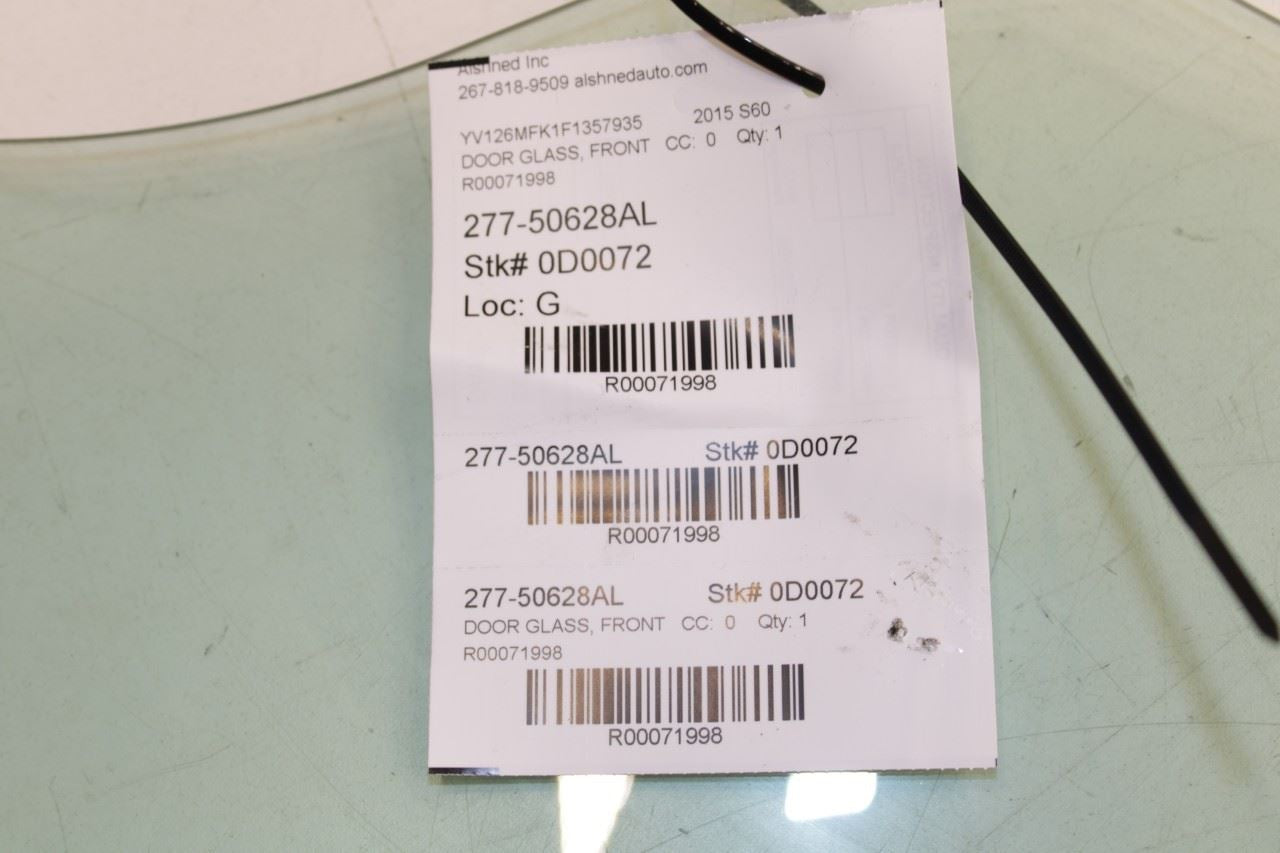 Alshned Inc
267-818-9509 alshnedauto.com
YV126MFK1F1357935 2015 S60
DOOR GLASS, FRONT CC: 0 Qty: 1
R00071998
277-50628AL
Stk# 0D0072
Loc: G
R00071998
277-50628AL Stk# 0D0072
R00071998
277-50628AL Stk# 0D0072
DOOR GLASS, FRONT CC: 0 Qty: 1
R00071998
R00071998